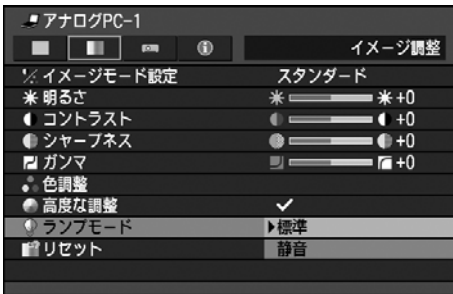 アナログPC-1
イメージ調整
イメージモード設定 スタンダード
明るさ +0
コントラスト +0
シャープネス +0
ガンマ +0
色調整
高度な調整
ランプモード 標準
リセット 静音